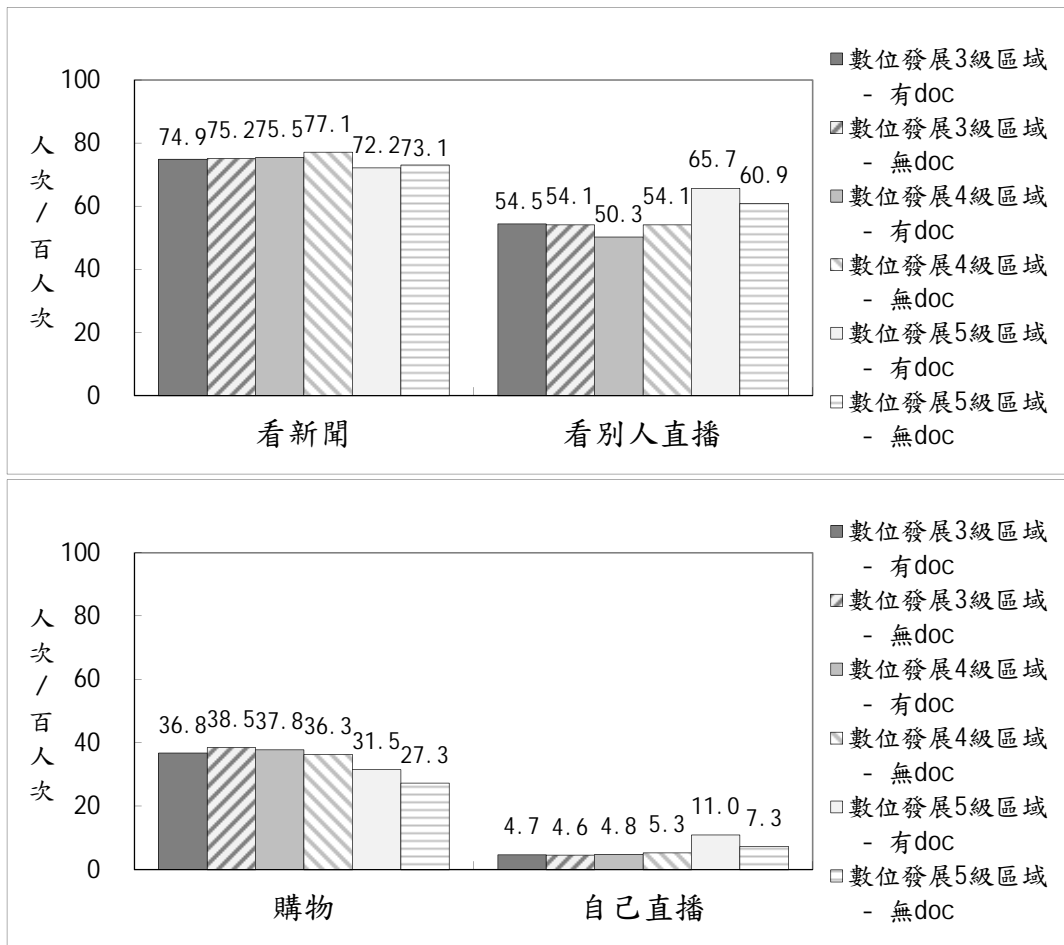 人次/百人次
100
80
60
40
20
0
74.9 75.2 75.5 77.1 72.2 73.1
54.5 54.1 50.3 54.1 65.7 60.9
看新聞 看別人直播
數位發展3級區域
- 有doc
數位發展3級區域
- 無doc
數位發展4級區域
- 有doc
數位發展4級區域
- 無doc
數位發展5級區域
- 有doc
數位發展5級區域
- 無doc
人次/百人次
100
80
60
40
20
0
36.8 38.5 37.8 36.3 31.5 27.3
4.7 4.6 4.8 5.3 11.0 7.3
購物 自己直播
數位發展3級區域
- 有doc
數位發展3級區域
- 無doc
數位發展4級區域
- 有doc
數位發展4級區域
- 無doc
數位發展5級區域
- 有doc
數位發展5級區域
- 無doc